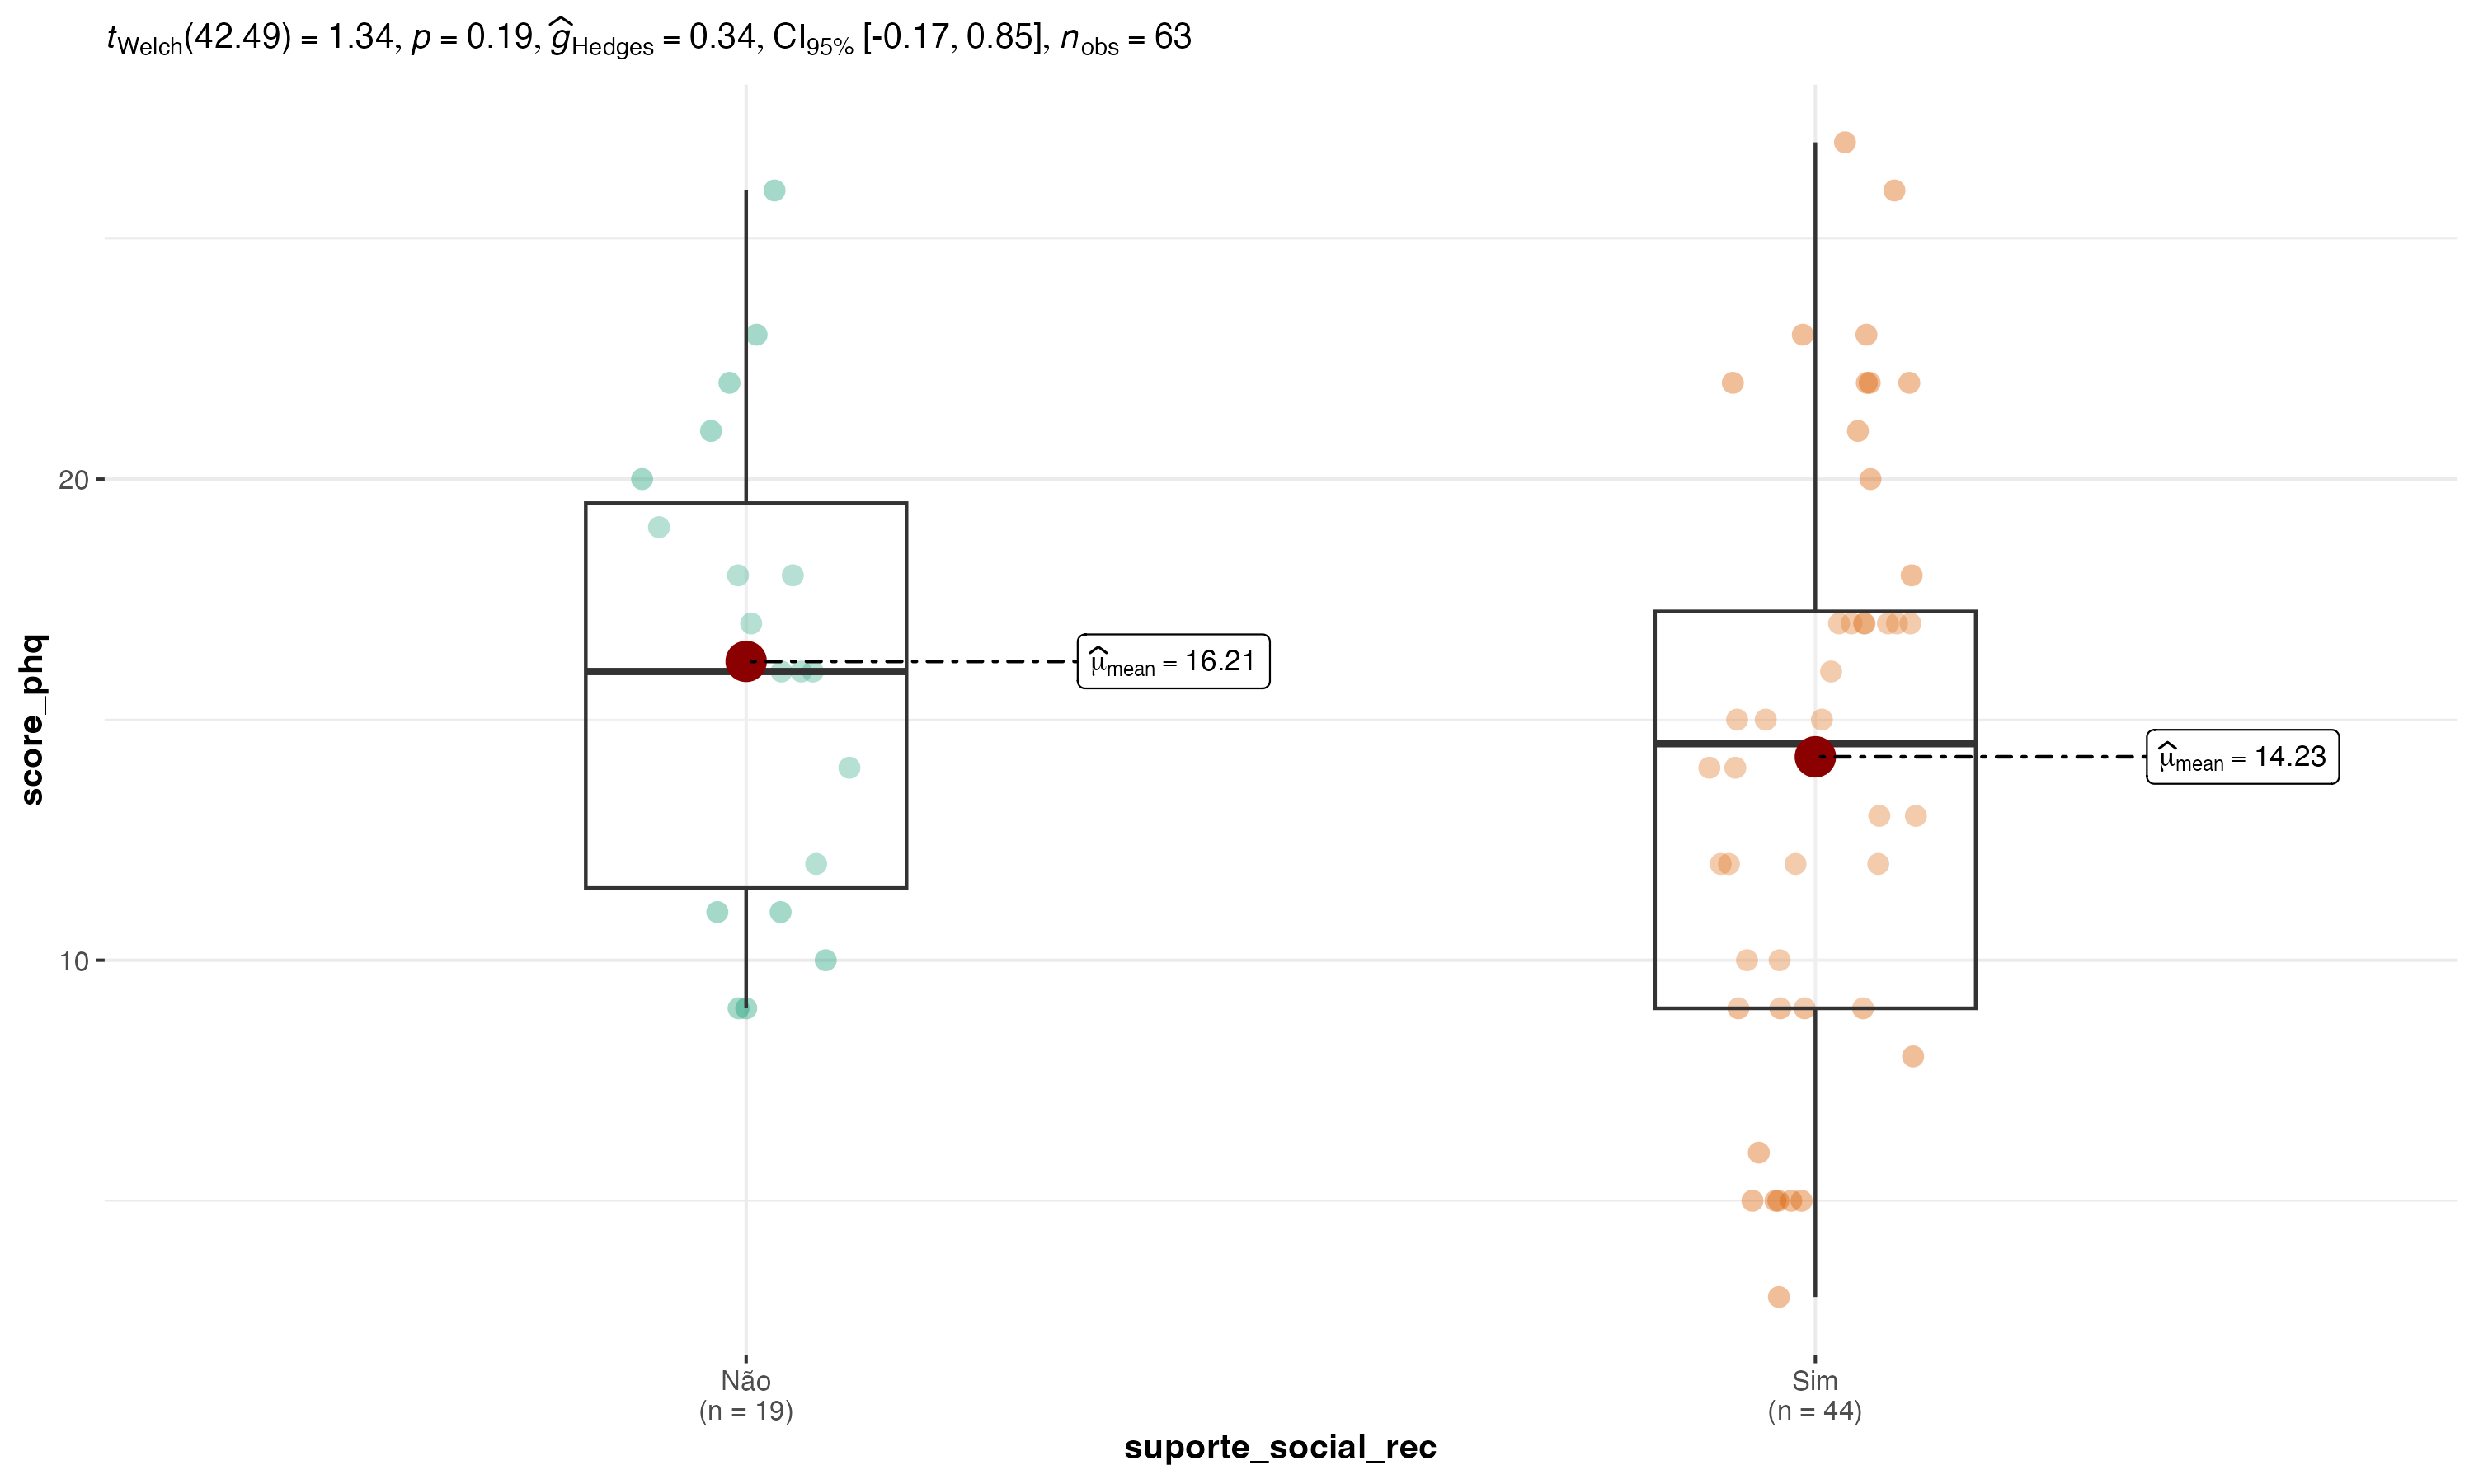 tWelch(42.49) = 1.34, p = 0.19, ĝHedges = 0.34, CI95% [-0.17, 0.85], nobs = 63
score_phq
20
10
μ̂mean = 16.21
μ̂mean = 14.23
Não
(n = 19)
Sim
(n = 44)
suporte_social_rec